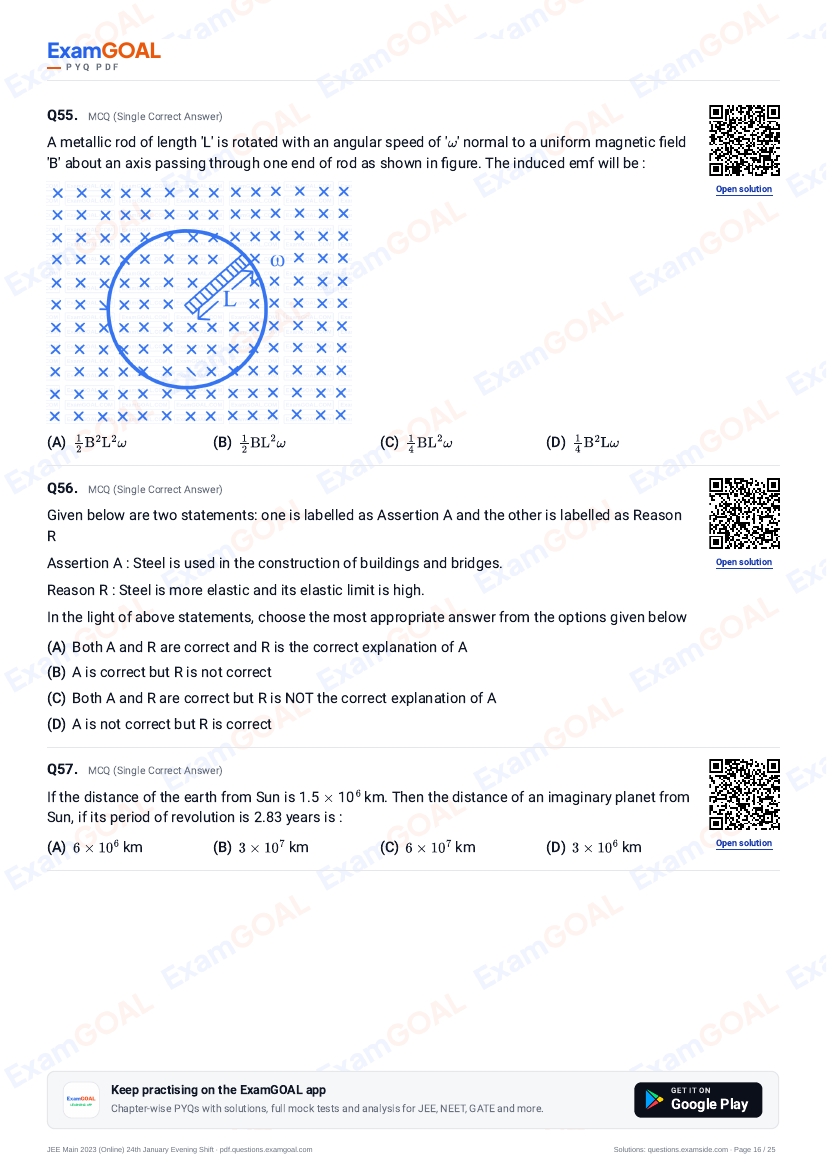 ExamGOAL
PYQ PDF
Q55. MCQ (Single Correct Answer)
A metallic rod of length 'L' is rotated with an angular speed of 'ω' normal to a uniform magnetic field
'B' about an axis passing through one end of rod as shown in figure. The induced emf will be :
Open solution
ω
L
(A) 1/2 B²L²ω (B) 1/2 BL²ω (C) 1/4 BL²ω (D) 1/4 B²Lω
Q56. MCQ (Single Correct Answer)
Given below are two statements: one is labelled as Assertion A and the other is labelled as Reason
R
Open solution
Assertion A : Steel is used in the construction of buildings and bridges.
Reason R : Steel is more elastic and its elastic limit is high.
In the light of above statements, choose the most appropriate answer from the options given below
(A) Both A and R are correct and R is the correct explanation of A
(B) A is correct but R is not correct
(C) Both A and R are correct but R is NOT the correct explanation of A
(D) A is not correct but R is correct
Q57. MCQ (Single Correct Answer)
If the distance of the earth from Sun is 1.5 × 10⁶ km. Then the distance of an imaginary planet from
Sun, if its period of revolution is 2.83 years is :
(A) 6 × 10⁶ km (B) 3 × 10⁷ km (C) 6 × 10⁷ km (D) 3 × 10⁶ km
Open solution
Keep practising on the ExamGOAL app
Chapter-wise PYQs with solutions, full mock tests and analysis for JEE, NEET, GATE and more.
GET IT ON
Google Play
JEE Main 2023 (Online) 24th January Evening Shift · pdf.questions.examgoal.com
Solutions: questions.examside.com · Page 16 / 25